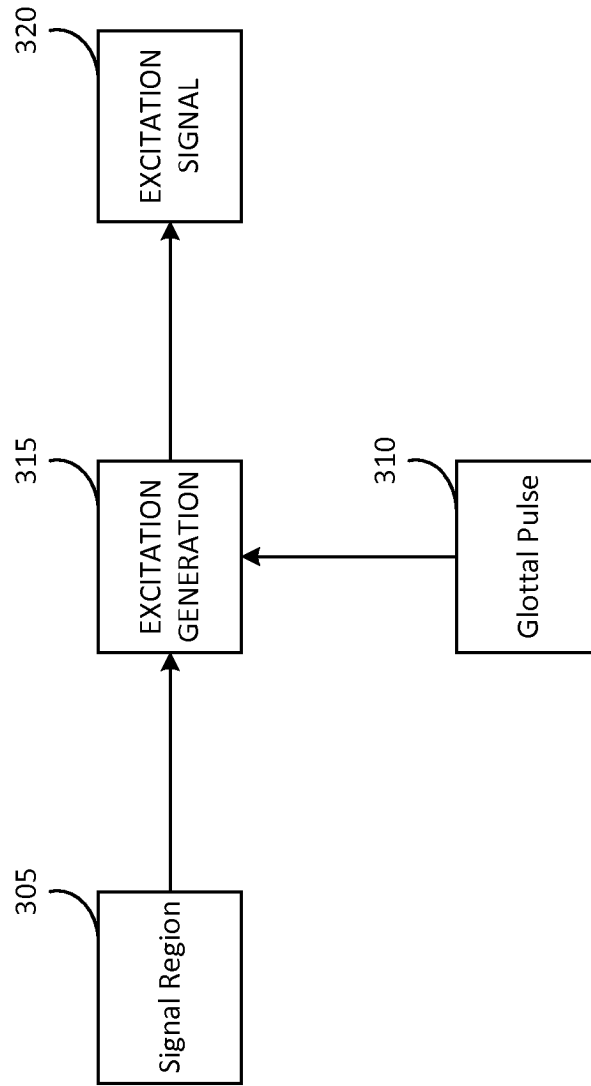 305
Signal Region
315
EXCITATION
GENERATION
320
EXCITATION
SIGNAL
310
Glottal Pulse